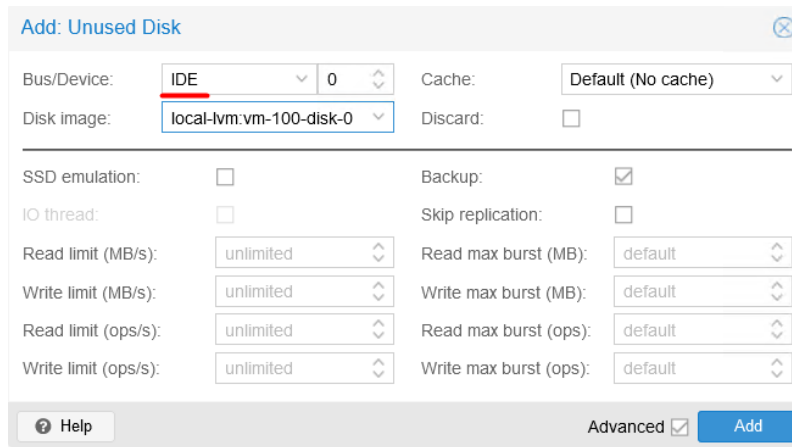 Add: Unused Disk
Bus/Device: IDE 0 Cache: Default (No cache)
Disk image: local-lvm:vm-100-disk-0 Discard:
SSD emulation: Backup:
IO thread: Skip replication:
Read limit (MB/s): unlimited Read max burst (MB): default
Write limit (MB/s): unlimited Write max burst (MB): default
Read limit (ops/s): unlimited Read max burst (ops): default
Write limit (ops/s): unlimited Write max burst (ops): default
Help Advanced Add